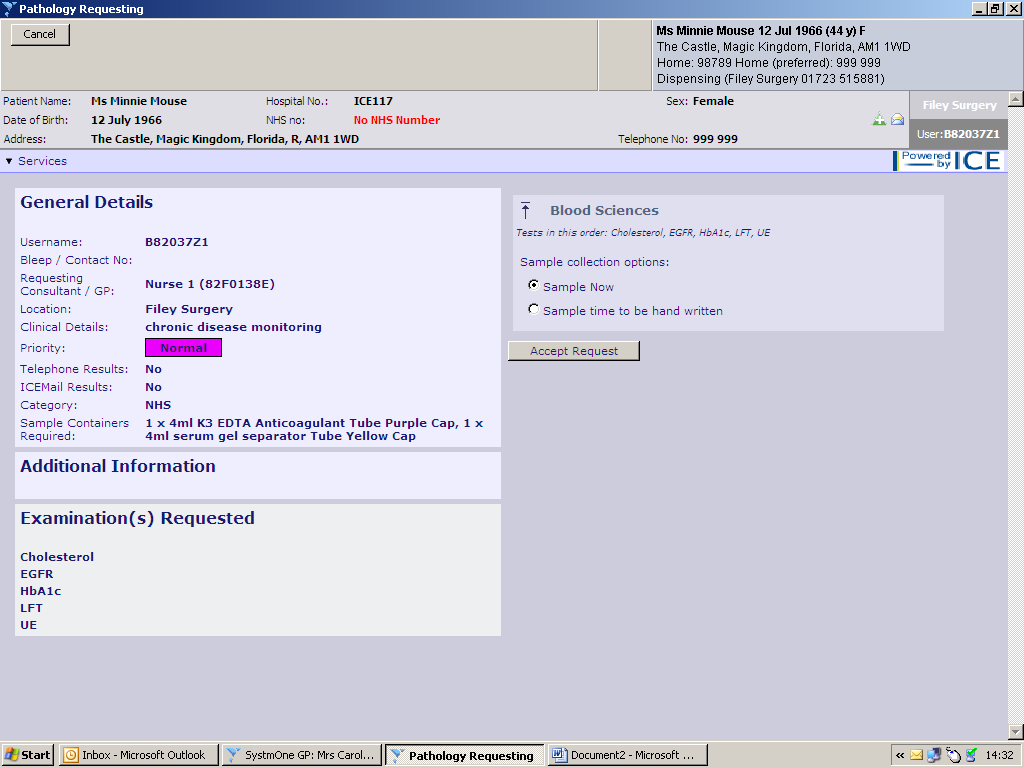 Pathology Requesting
Cancel
Ms Minnie Mouse 12 Jul 1966 (44 y) F
The Castle, Magic Kingdom, Florida, AM1 1WD
Home: 98789 Home (preferred): 999 999
Dispensing (Filey Surgery 01723 515881)
Patient Name: Ms Minnie Mouse Hospital No.: ICE117 Sex: Female
Date of Birth: 12 July 1966 NHS no: No NHS Number
Address: The Castle, Magic Kingdom, Florida, R, AM1 1WD Telephone No: 999 999
Filey Surgery
User:B82037Z1
▼ Services
Powered by ICE
General Details
Username: B82037Z1
Bleep / Contact No:
Requesting
Consultant / GP: Nurse 1 (82F0138E)
Location: Filey Surgery
Clinical Details: chronic disease monitoring
Priority: Normal
Telephone Results: No
ICEMail Results: No
Category: NHS
Sample Containers Required: 1 x 4ml K3 EDTA Anticoagulant Tube Purple Cap, 1 x
4ml serum gel separator Tube Yellow Cap
Additional Information
Examination(s) Requested
Cholesterol
EGFR
HbA1c
LFT
UE
Blood Sciences
Tests in this order: Cholesterol, EGFR, HbA1c, LFT, UE
Sample collection options:
Sample Now
Sample time to be hand written
Accept Request
Start
Inbox - Microsoft Outlook
SystmOne GP: Mrs Carol...
Pathology Requesting
Document2 - Microsoft ...
«
14:32